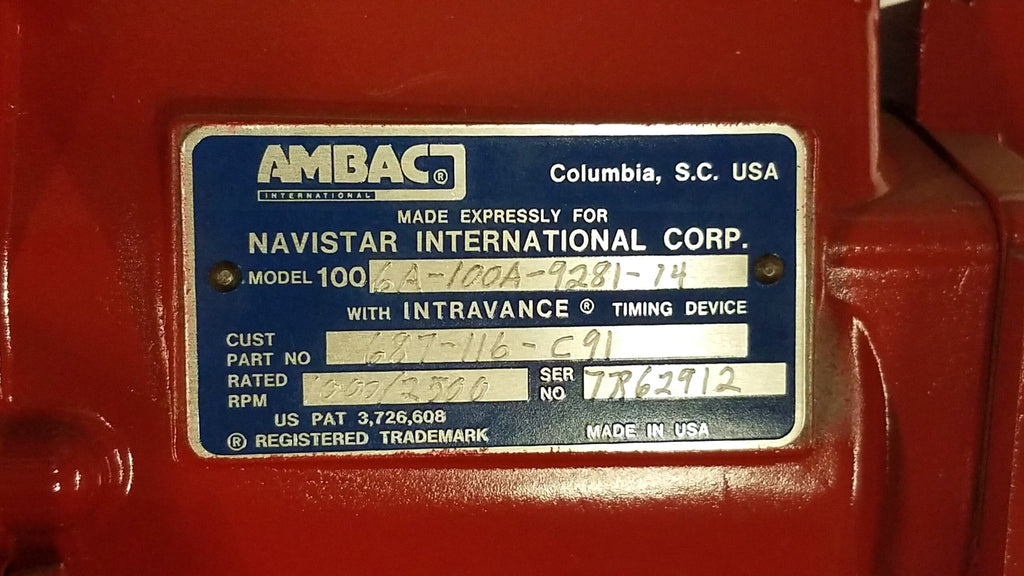 AMBAC®
INTERNATIONAL
Columbia, S.C. USA
MADE EXPRESSLY FOR
NAVISTAR INTERNATIONAL CORP.
MODEL 100 6A-100A-9281-14
WITH INTRAVANCE ® TIMING DEVICE
CUST
PART NO 687-116-C91
RATED
RPM /2500
SER
NO 7R62912
US PAT 3,726,608
® REGISTERED TRADEMARK
MADE IN USA